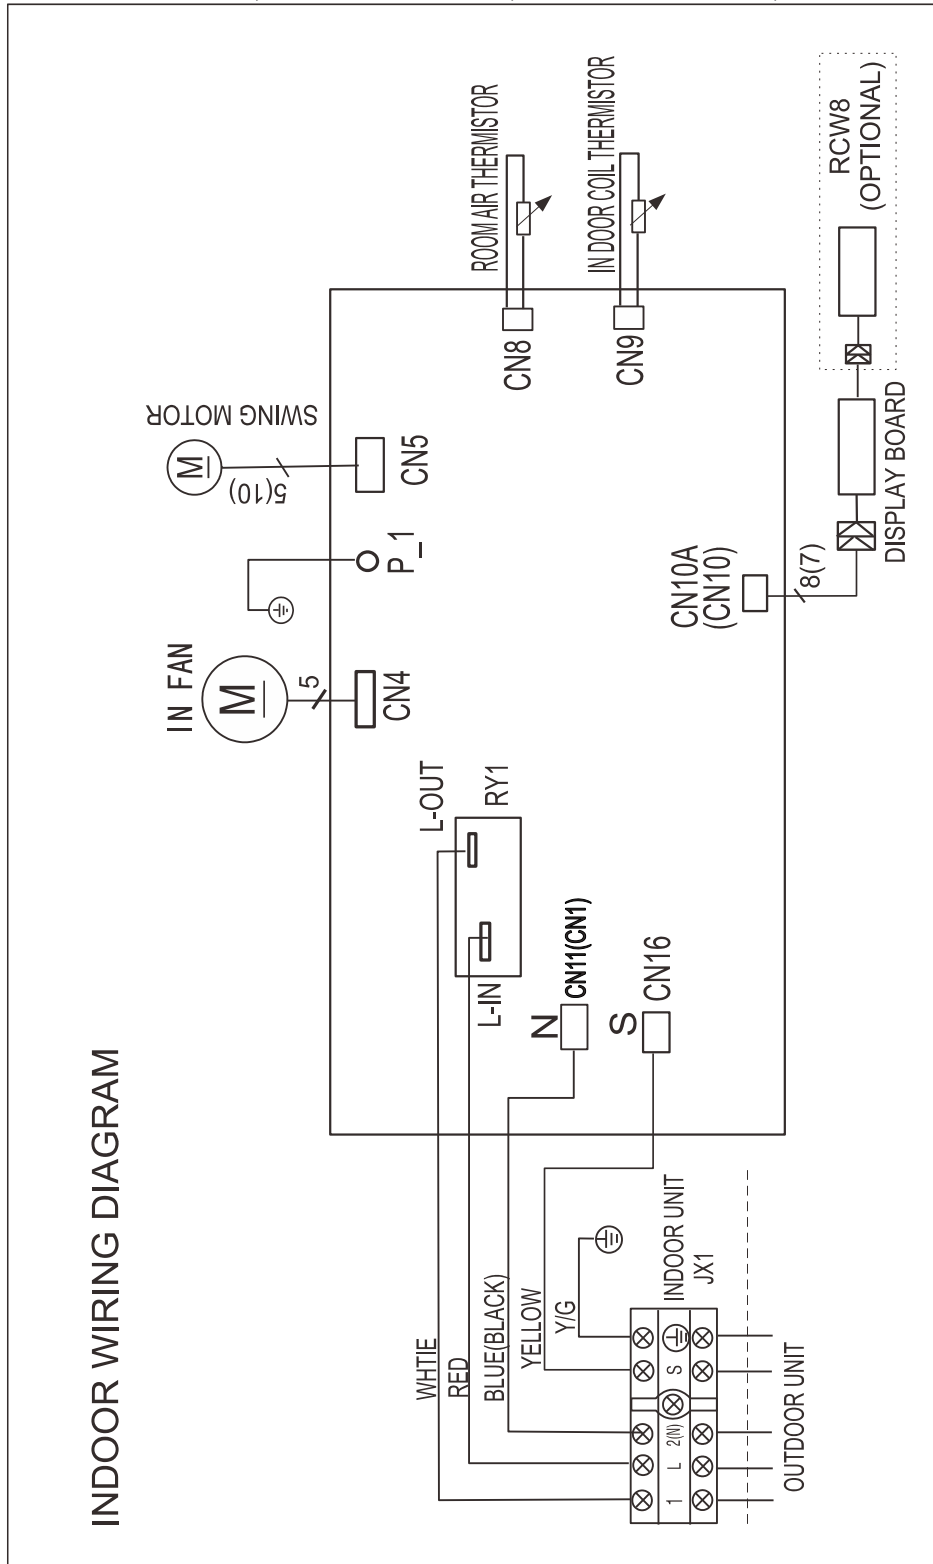 INDOOR WIRING DIAGRAM
WHTIE
RED
BLUE(BLACK)
YELLOW
Y/G
1
L
2(N)
S
INDOOR UNIT
JX1
OUTDOOR UNIT
L-IN
L-OUT
RY1
N
CN11(CN1)
S
CN16
IN FAN
M
5
CN4
P_1
SWING MOTOR
M
5(10)
CN5
ROOM AIR THERMISTOR
CN8
IN DOOR COIL THERMISTOR
CN9
CN10A
(CN10)
8(7)
DISPLAY BOARD
RCW8
(OPTIONAL)